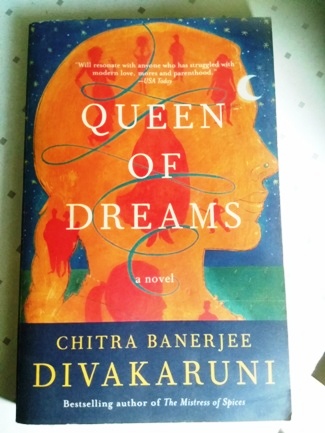 "Will resonate with anyone who has struggled with
modern love, mores and parenthood."
—USA Today
QUEEN
OF
DREAMS
a novel
CHITRA BANERJEE
DIVAKARUNI
Bestselling author of The Mistress of Spices